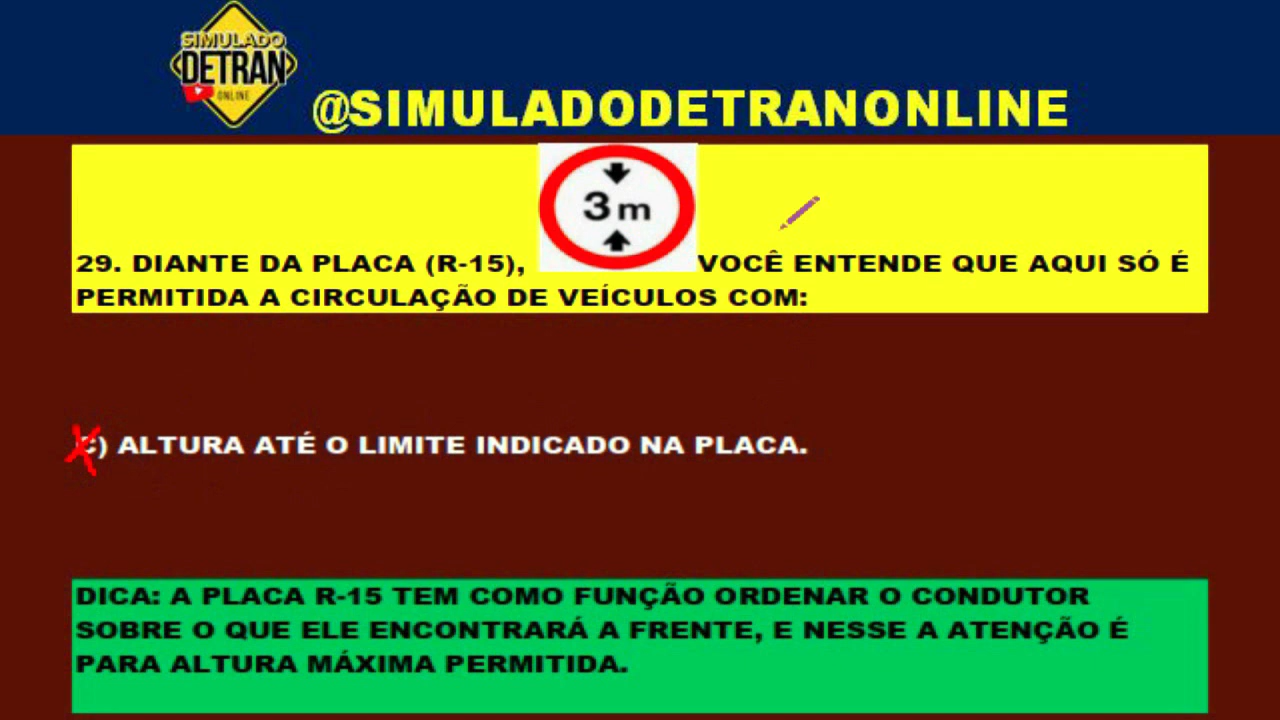 SIMULADO
DETRAN
ONLINE
@SIMULADODETRANONLINE
3 m
29. DIANTE DA PLACA (R-15), VOCÊ ENTENDE QUE AQUI SÓ É
PERMITIDA A CIRCULAÇÃO DE VEÍCULOS COM:
C) ALTURA ATÉ O LIMITE INDICADO NA PLACA.
DICA: A PLACA R-15 TEM COMO FUNÇÃO ORDENAR O CONDUTOR
SOBRE O QUE ELE ENCONTRARÁ A FRENTE, E NESSE A ATENÇÃO É
PARA ALTURA MÁXIMA PERMITIDA.